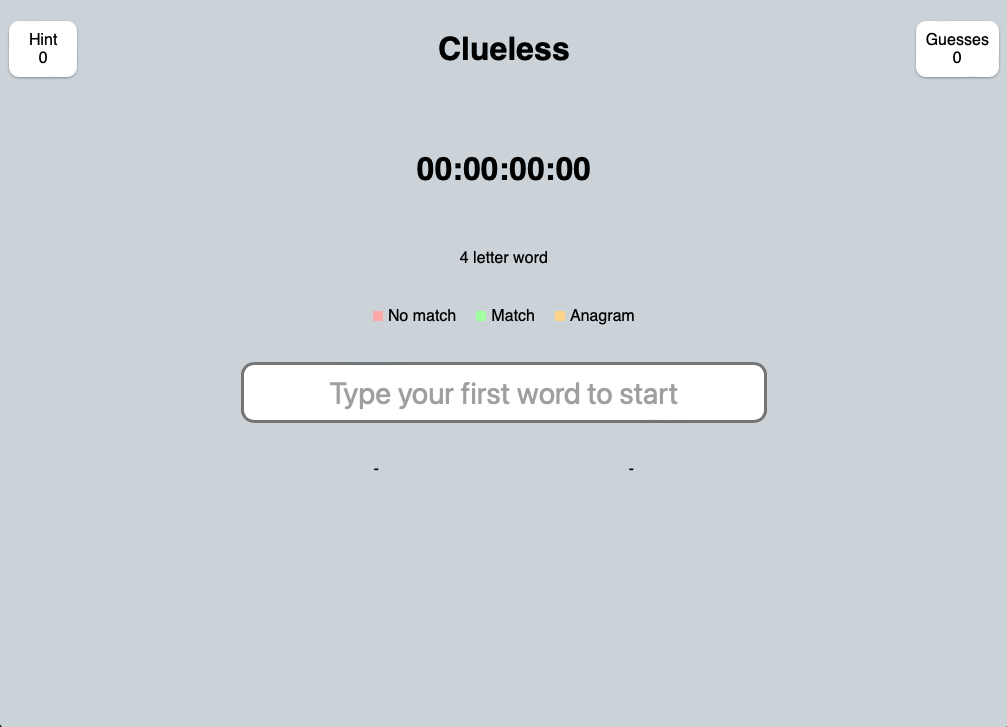 Hint
0
Clueless
Guesses
0
00:00:00:00
4 letter word
No match Match Anagram
Type your first word to start
- -